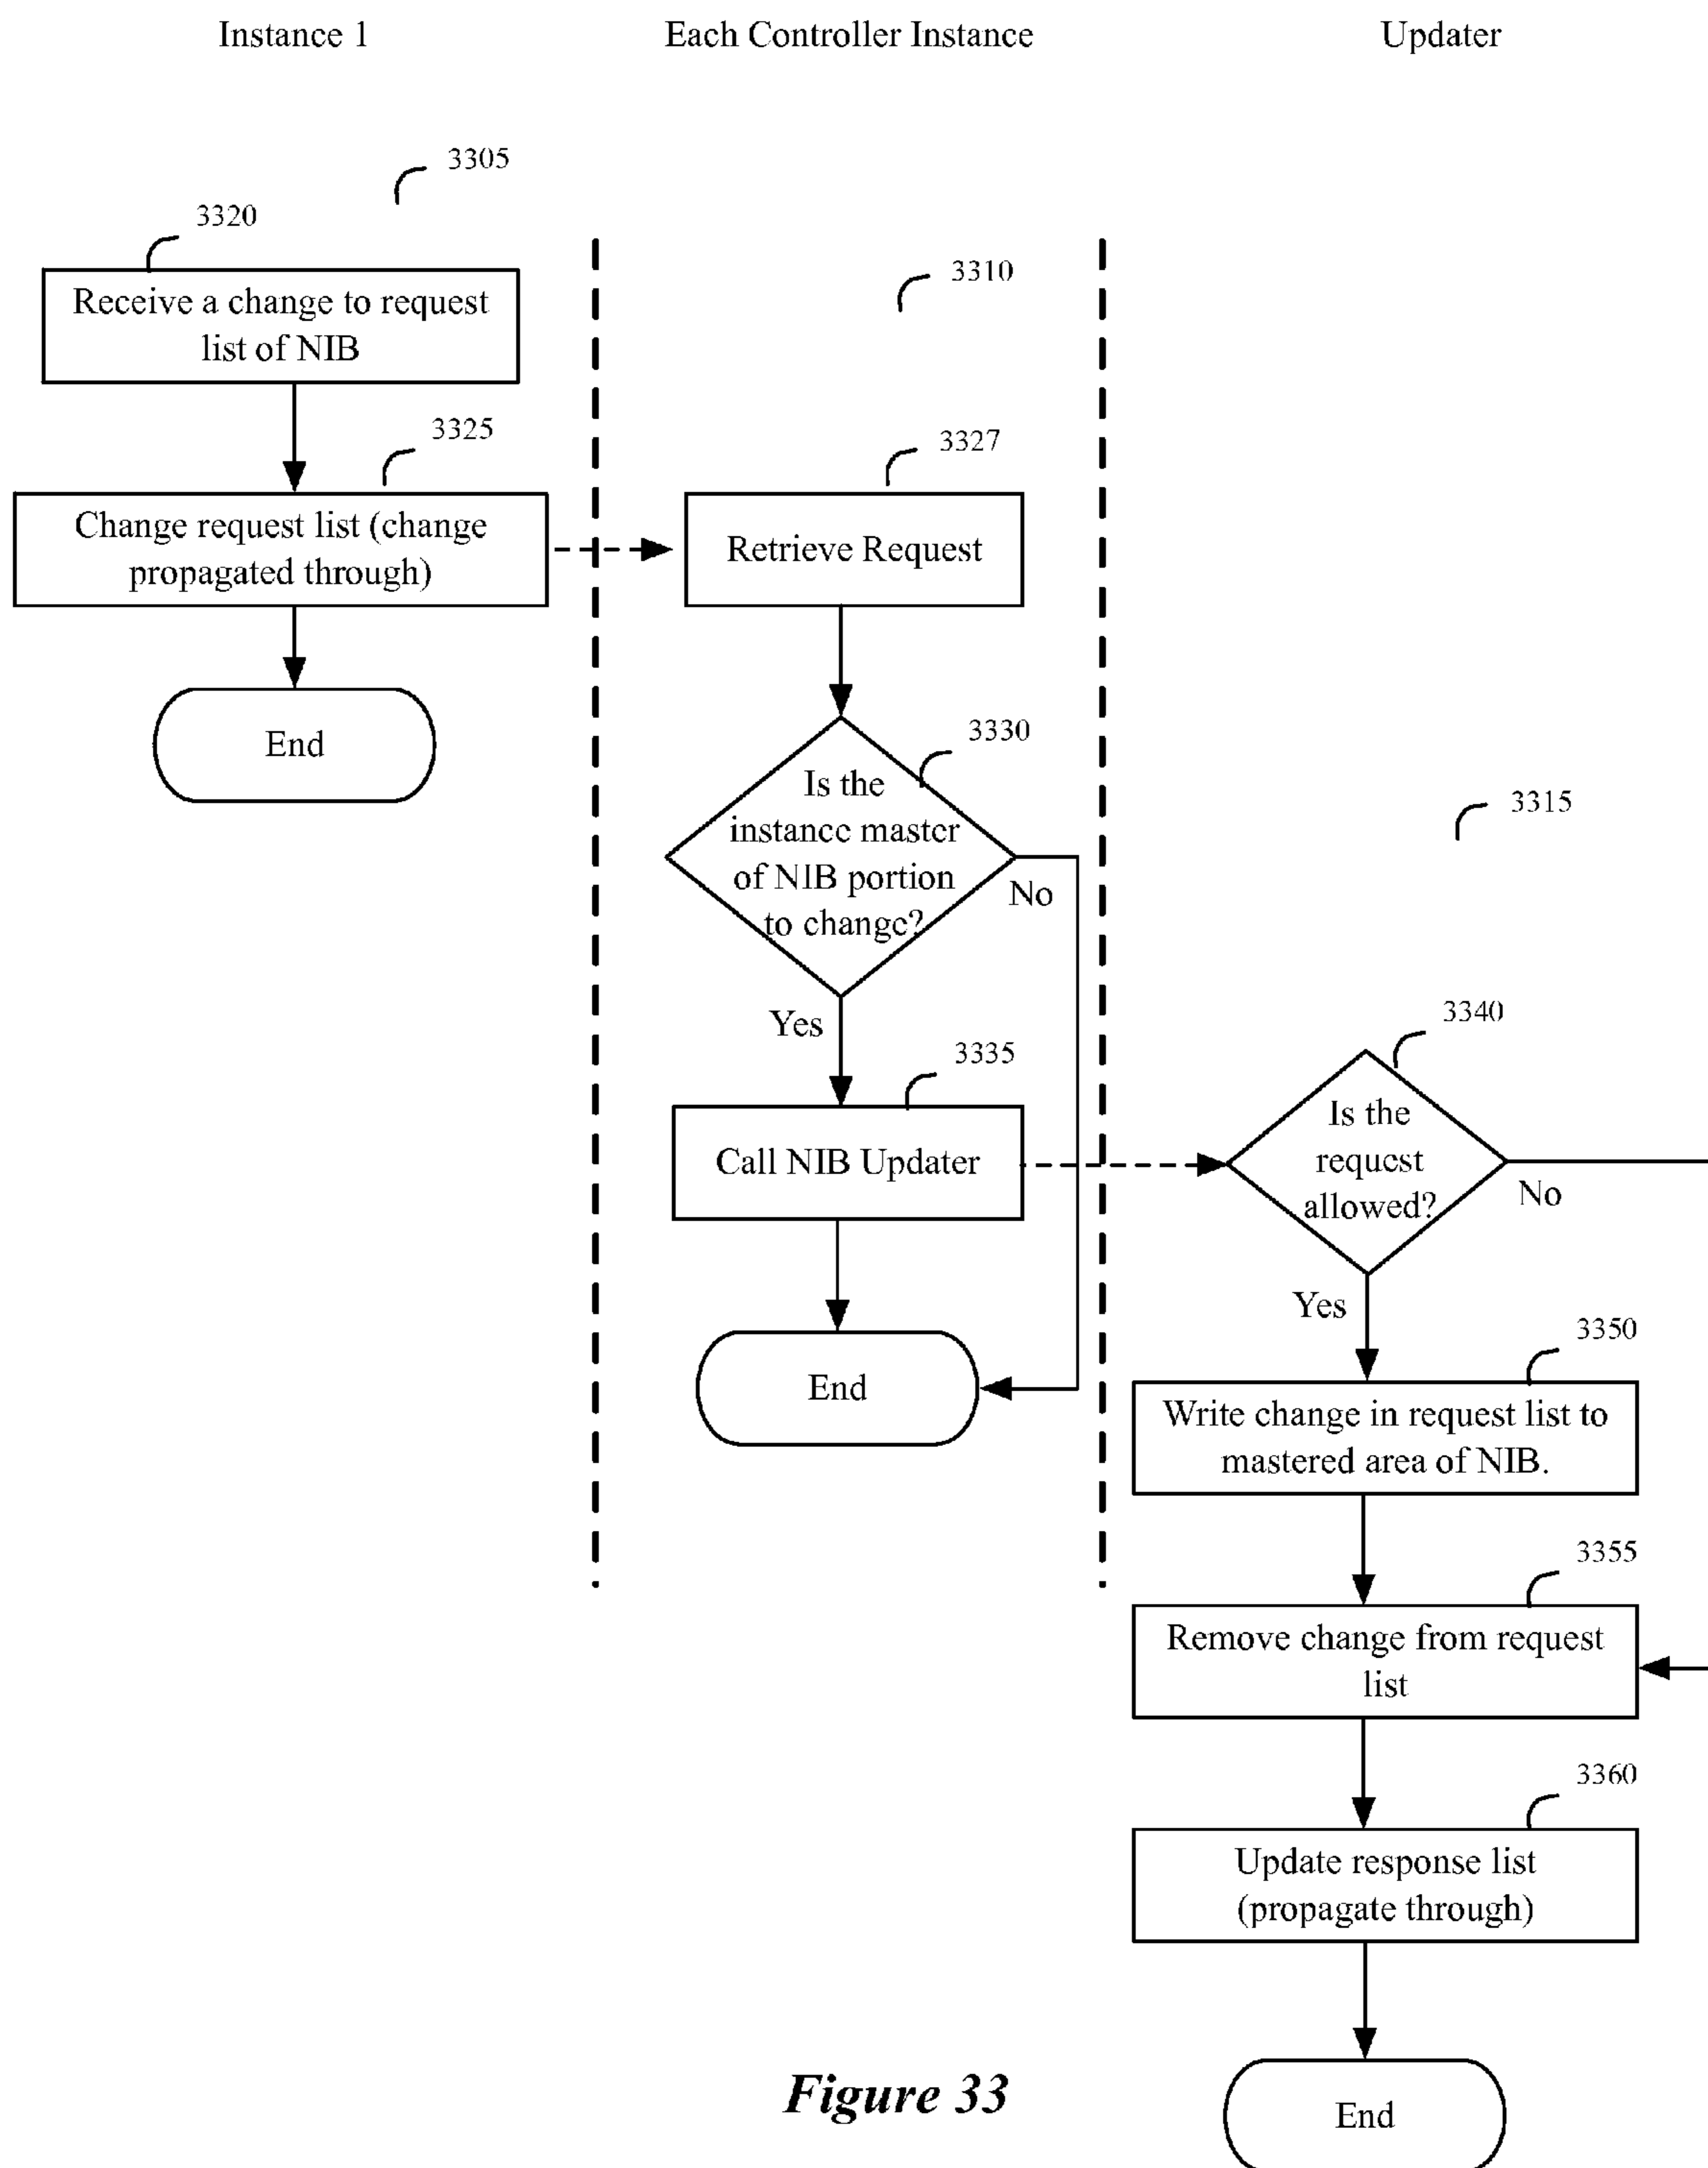 Instance 1
Each Controller Instance
Updater
3305
3320
Receive a change to request
list of NIB
3325
Change request list (change
propagated through)
End
3310
3327
Retrieve Request
3330
Is the
instance master
of NIB portion
to change?
No
Yes
3335
Call NIB Updater
End
3315
3340
Is the
request
allowed?
No
Yes
3350
Write change in request list to
mastered area of NIB.
3355
Remove change from request
list
3360
Update response list
(propagate through)
End
Figure 33